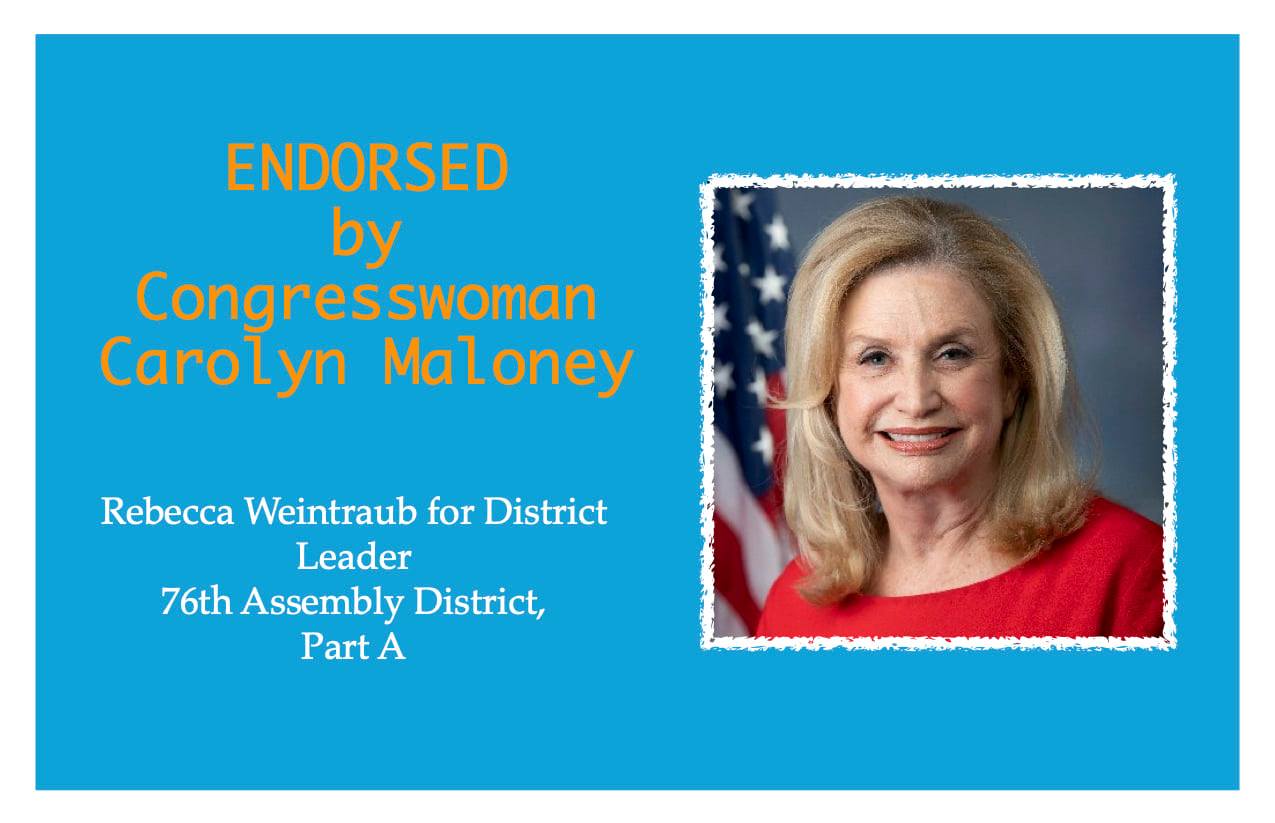 ENDORSED
by
Congresswoman
Carolyn Maloney
Rebecca Weintraub for District
Leader
76th Assembly District,
Part A